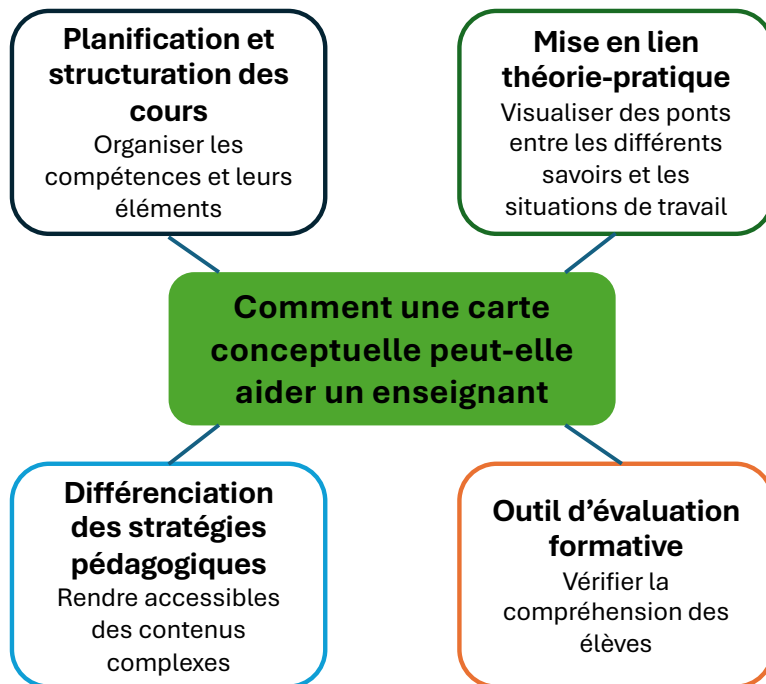 Planification et
structuration des
cours
Organiser les
compétences et leurs
éléments
Mise en lien
théorie-pratique
Visualiser des ponts
entre les différents
savoirs et les
situations de travail
Comment une carte
conceptuelle peut-elle
aider un enseignant
Différenciation
des stratégies
pédagogiques
Rendre accessibles
des contenus
complexes
Outil d’évaluation
formative
Vérifier la
compréhension des
élèves